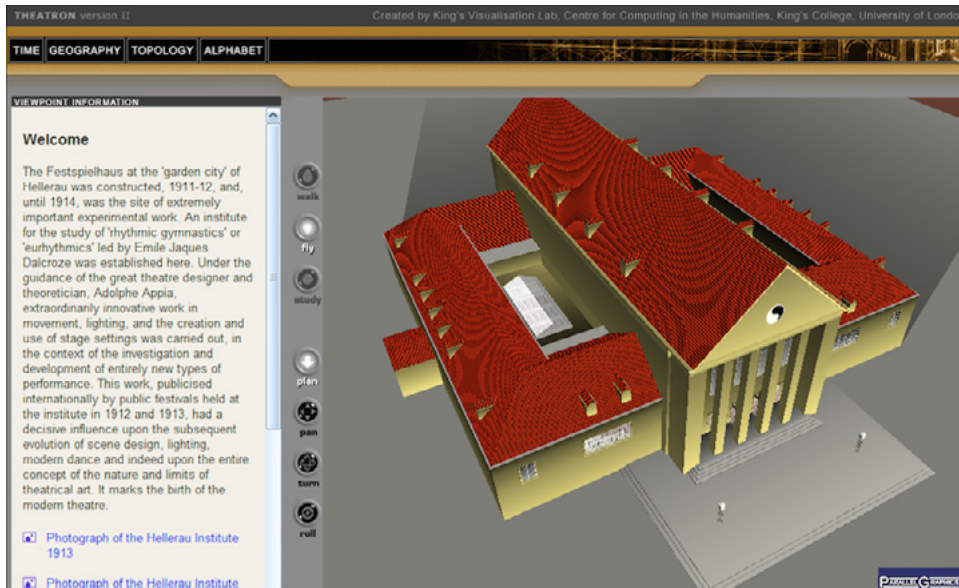 THEATRON version II
Created by King's Visualisation Lab, Centre for Computing in the Humanities, King's College, University of Londo
TIME GEOGRAPHY TOPOLOGY ALPHABET
VIEWPOINT INFORMATION
Welcome
The Festspielhaus at the 'garden city' of
Hellerau was constructed, 1911-12, and,
until 1914, was the site of extremely
important experimental work. An institute
for the study of 'rhythmic gymnastics' or
'eurhythmics' led by Emile Jaques
Dalcroze was established here. Under the
guidance of the great theatre designer and
theoretician, Adolphe Appia,
extraordinarily innovative work in
movement, lighting, and the creation and
use of stage settings was carried out, in
the context of the investigation and
development of entirely new types of
performance. This work, publicised
internationally by public festivals held at
the institute in 1912 and 1913, had a
decisive influence upon the subsequent
evolution of scene design, lighting,
modern dance and indeed upon the entire
concept of the nature and limits of
theatrical art. It marks the birth of the
modern theatre.
Photograph of the Hellerau Institute
1913
Photograph of the Hellerau Institute
walk
fly
study
plan
pan
turn
roll
PARALLELGRAPHICS